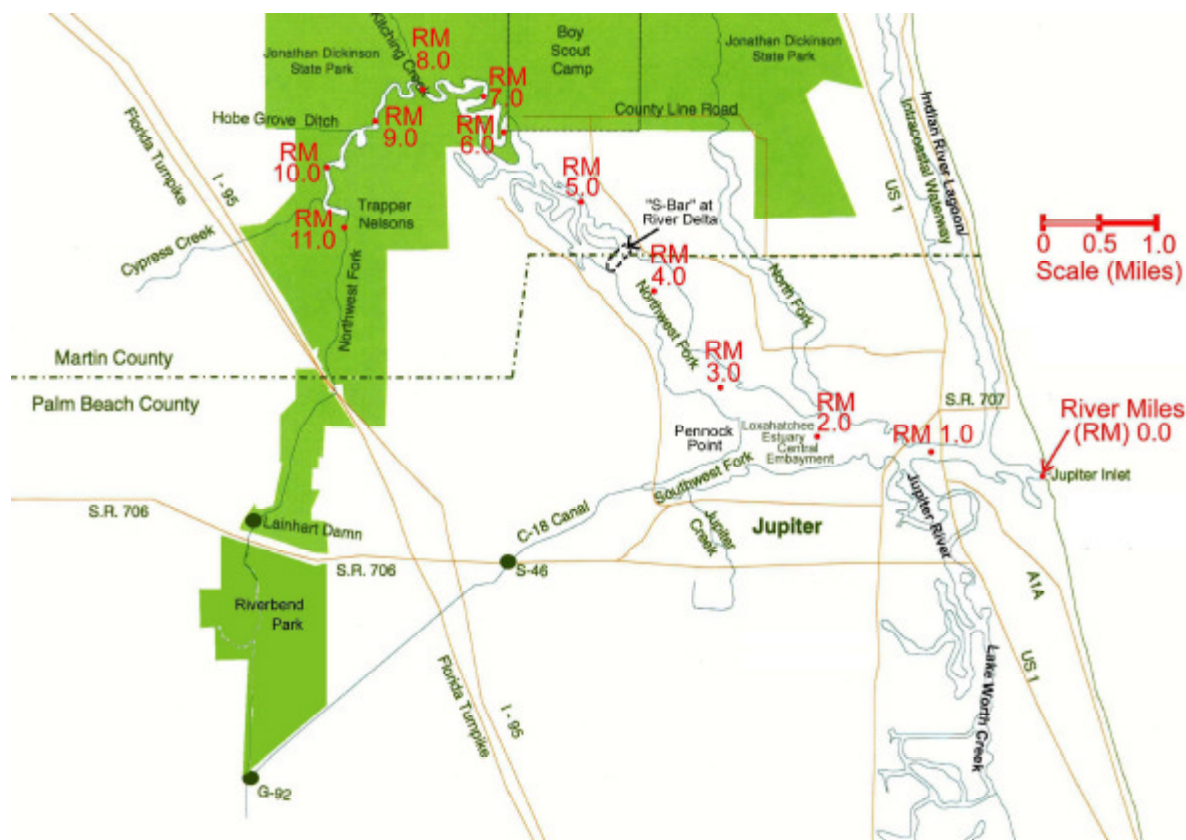 Kitching Creek
RM
8.0
Jonathan Dickinson
State Park
Boy
Scout
Camp
Jonathan Dickinson
State Park
RM
7.0
County Line Road
Hobe Grove Ditch
RM
9.0
RM
6.0
Florida Turnpike
I - 95
RM
10.0
RM
5.0
US 1
Intracoastal Waterway
Indian River Lagoon/
"S-Bar" at
River Delta
0 0.5 1.0
Scale (Miles)
Trapper
Nelsons
RM
11.0
Cypress Creek
RM
4.0
Northwest Fork
Northwest Fork
North Fork
Martin County
Palm Beach County
RM
3.0
S.R. 707
River Miles
(RM) 0.0
RM
2.0
RM 1.0
Pennock
Point
Loxahatchee
Estuary
Central
Embayment
Jupiter Inlet
Southwest Fork
S.R. 706
Lainhart Damn
C-18 Canal
Jupiter
Creek
Jupiter
Jupiter River
S.R. 706
S-46
A1A
Riverbend
Park
Florida Turnpike
I - 95
US 1
Lake Worth Creek
G-92